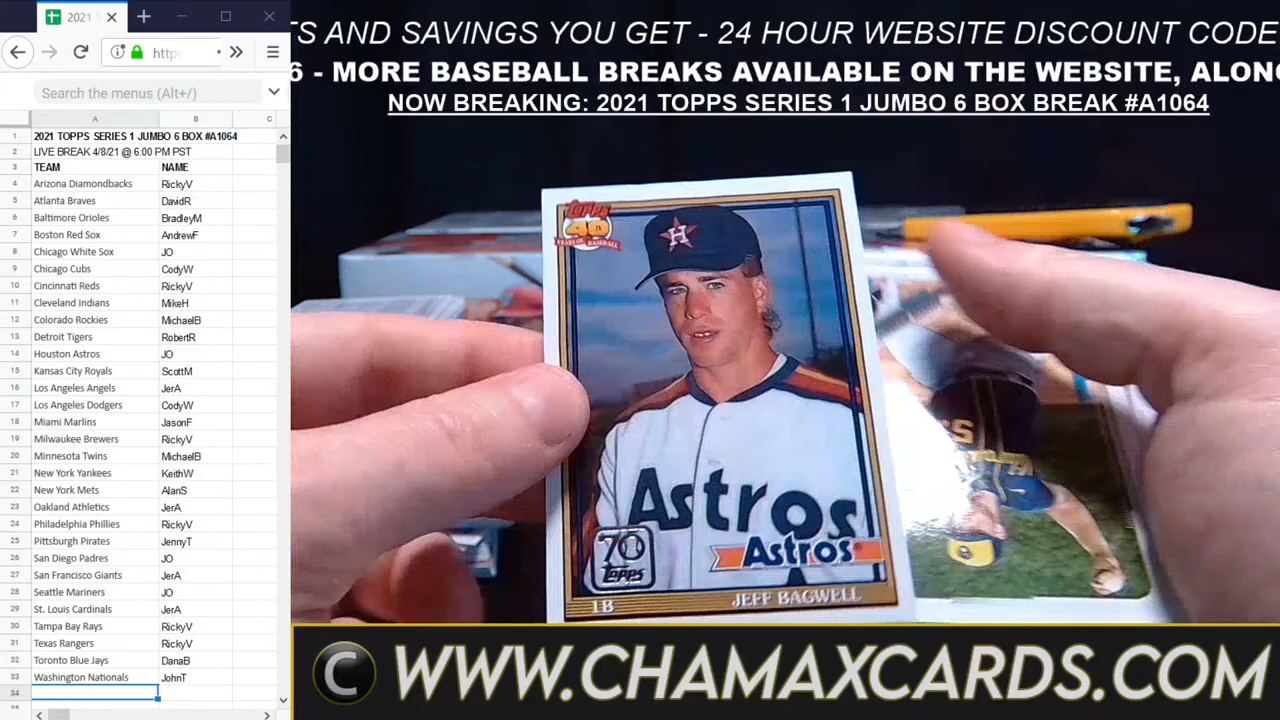 2021
https
Search the menus (Alt+/)
A B C
1 2021 TOPPS SERIES 1 JUMBO 6 BOX #A1064
2 LIVE BREAK 4/8/21 @ 6:00 PM PST
3 TEAM NAME
4 Arizona Diamondbacks RickyV
5 Atlanta Braves DavidR
6 Baltimore Orioles BradleyM
7 Boston Red Sox AndrewF
8 Chicago White Sox JO
9 Chicago Cubs CodyW
10 Cincinnati Reds RickyV
11 Cleveland Indians MikeH
12 Colorado Rockies MichaelB
13 Detroit Tigers RobertR
14 Houston Astros JO
15 Kansas City Royals ScottM
16 Los Angeles Angels JerA
17 Los Angeles Dodgers CodyW
18 Miami Marlins JasonF
19 Milwaukee Brewers RickyV
20 Minnesota Twins MichaelB
21 New York Yankees KeithW
22 New York Mets AlanS
23 Oakland Athletics JerA
24 Philadelphia Phillies RickyV
25 Pittsburgh Pirates JennyT
26 San Diego Padres JO
27 San Francisco Giants JerA
28 Seattle Mariners JO
29 St. Louis Cardinals JerA
30 Tampa Bay Rays RickyV
31 Texas Rangers RickyV
32 Toronto Blue Jays DanaB
33 Washington Nationals JohnT
34
TS AND SAVINGS YOU GET - 24 HOUR WEBSITE DISCOUNT CODE
6 - MORE BASEBALL BREAKS AVAILABLE ON THE WEBSITE, ALONG
NOW BREAKING: 2021 TOPPS SERIES 1 JUMBO 6 BOX BREAK #A1064
Topps
40
YEARS OF BASEBALL
H
Astros
70
Topps
Astros
1B JEFF BAGWELL
C WWW.CHAMAXCARDS.COM